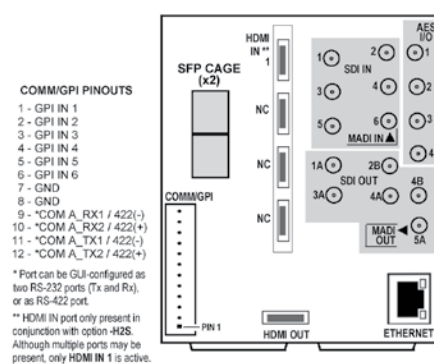 COMM/GPI PINOUTS
1 - GPI IN 1
2 - GPI IN 2
3 - GPI IN 3
4 - GPI IN 4
5 - GPI IN 5
6 - GPI IN 6
7 - GND
8 - GND
9 - *COM A_RX1 / 422(-)
10 - *COM A_RX2 / 422(+)
11 - *COM A_TX1 / 422(-)
12 - *COM A_TX2 / 422(+)
* Port can be GUI-configured as
two RS-232 ports (Tx and Rx),
or as RS-422 port.
** HDMI IN port only present in
conjunction with option -H2S.
Although multiple ports may be
present, only HDMI IN 1 is active.
SFP CAGE
(x2)
COMM/GPI
PIN 1
HDMI
IN **
1
NC
NC
NC
HDMI OUT
1
2
SDI IN
3
4
5
6
MADI IN
1A
2B
SDI OUT
3A
4A
4B
MADI
OUT
5A
AES
I/O
1
2
3
4
ETHERNET